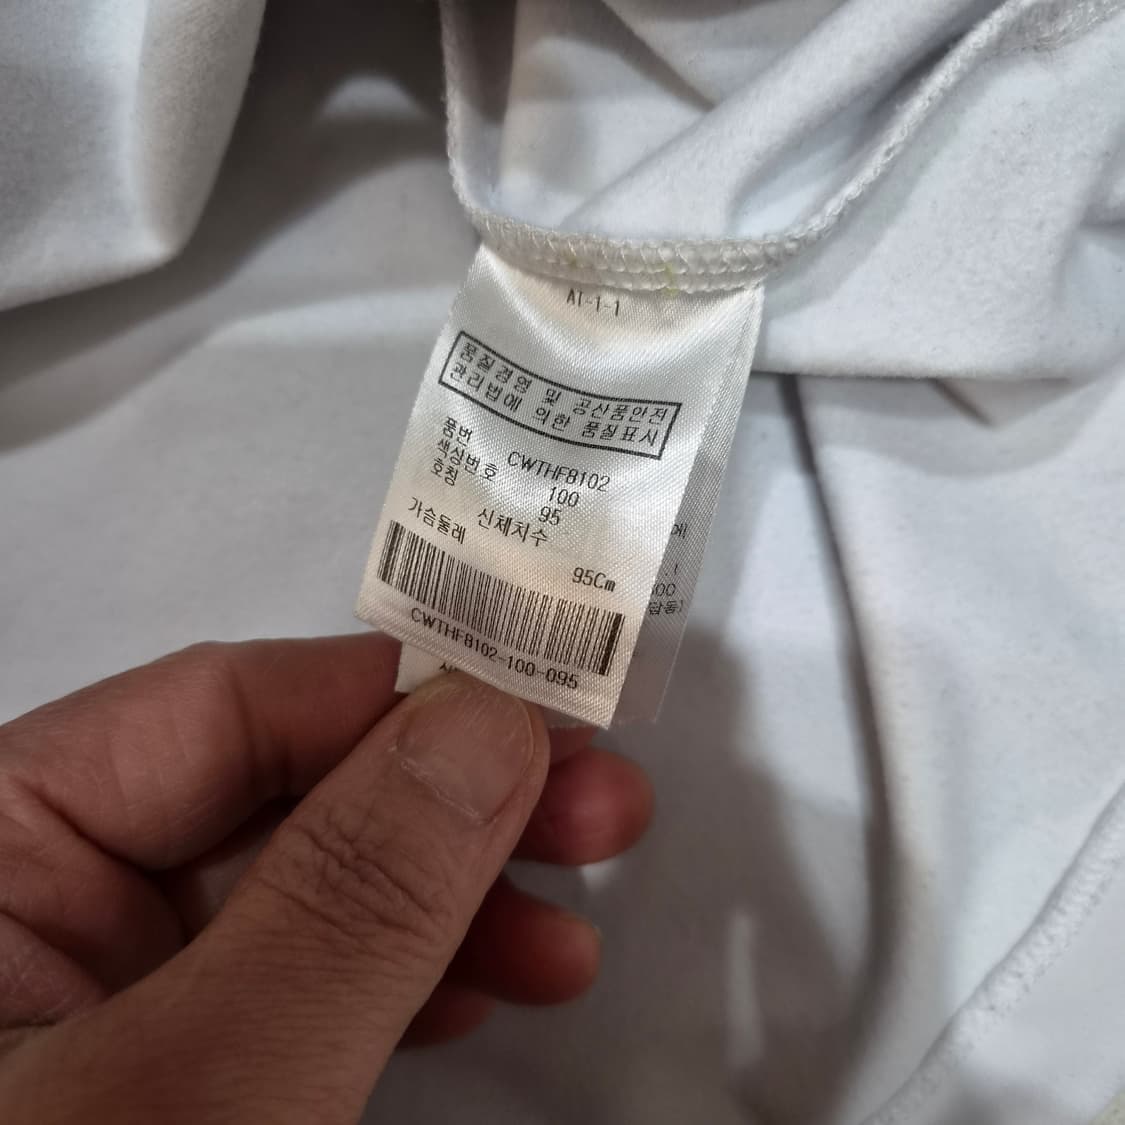 AI-1-1
품질경영 및 공산품안전
관리법에 의한 품질표시
품번 CWTHF8102
색상번호 100
호칭 95
신체치수
가슴둘레 95Cm
CWTHF8102-100-095